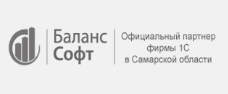 Баланс
Софт
Официальный партнер
фирмы 1С
в Самарской области